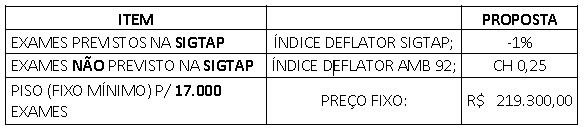 ITEM PROPOSTA
EXAMES PREVISTOS NA SIGTAP ÍNDICE DEFLATOR SIGTAP; -1%
EXAMES NÃO PREVISTO NA SIGTAP ÍNDICE DEFLATOR AMB 92; CH 0,25
PISO (FIXO MÍNIMO) P/ 17.000
EXAMES
PREÇO FIXO: R$ 219.300,00